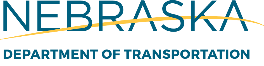 NEBRASKA
DEPARTMENT OF TRANSPORTATION